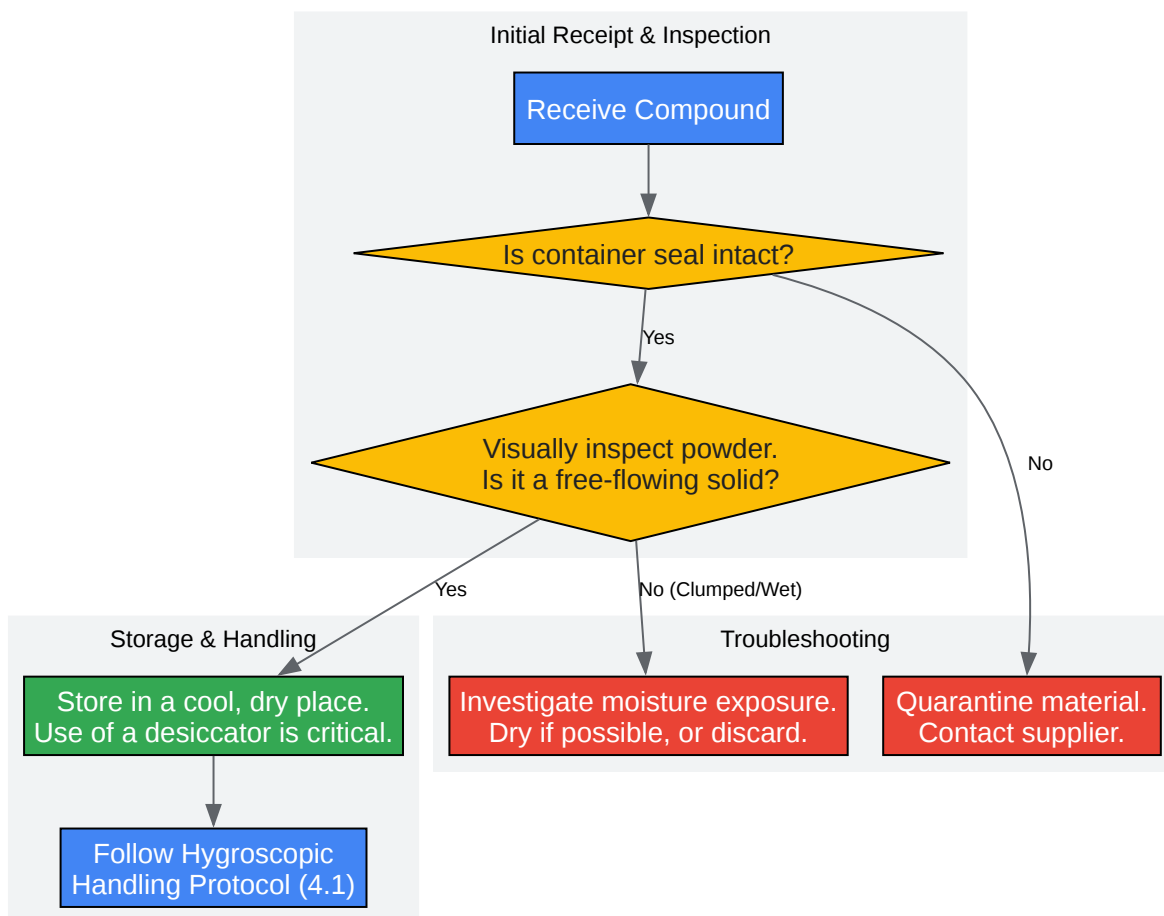 Initial Receipt & Inspection
Receive Compound
Is container seal intact?
Yes
Visually inspect powder.
Is it a free-flowing solid?
No
Yes
No (Clumped/Wet)
Storage & Handling
Troubleshooting
Store in a cool, dry place.
Use of a desiccator is critical.
Investigate moisture exposure.
Dry if possible, or discard.
Quarantine material.
Contact supplier.
Follow Hygroscopic
Handling Protocol (4.1)